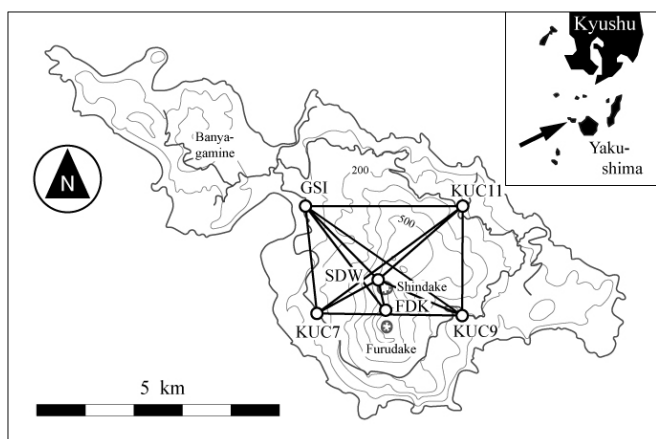 Kyushu
Yaku-
shima
Banya-
gamine
N
200
GSI
KUC11
500
SDW
Shindake
FDK
KUC7
KUC9
Furudake
5 km